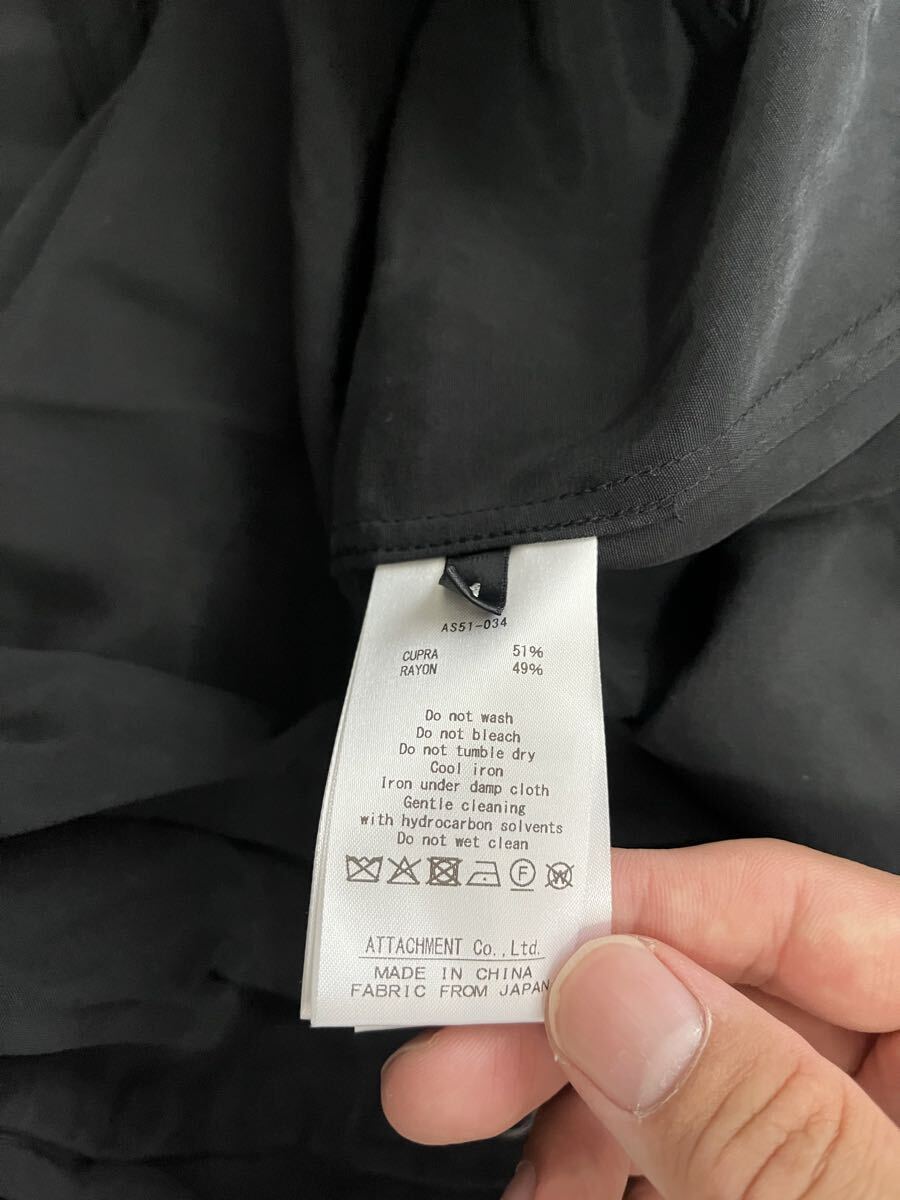 AS51-034
CUPRA 51%
RAYON 49%
Do not wash
Do not bleach
Do not tumble dry
Cool iron
Iron under damp cloth
Gentle cleaning
with hydrocarbon solvents
Do not wet clean
F W
ATTACHMENT Co., Ltd.
MADE IN CHINA
FABRIC FROM JAPAN